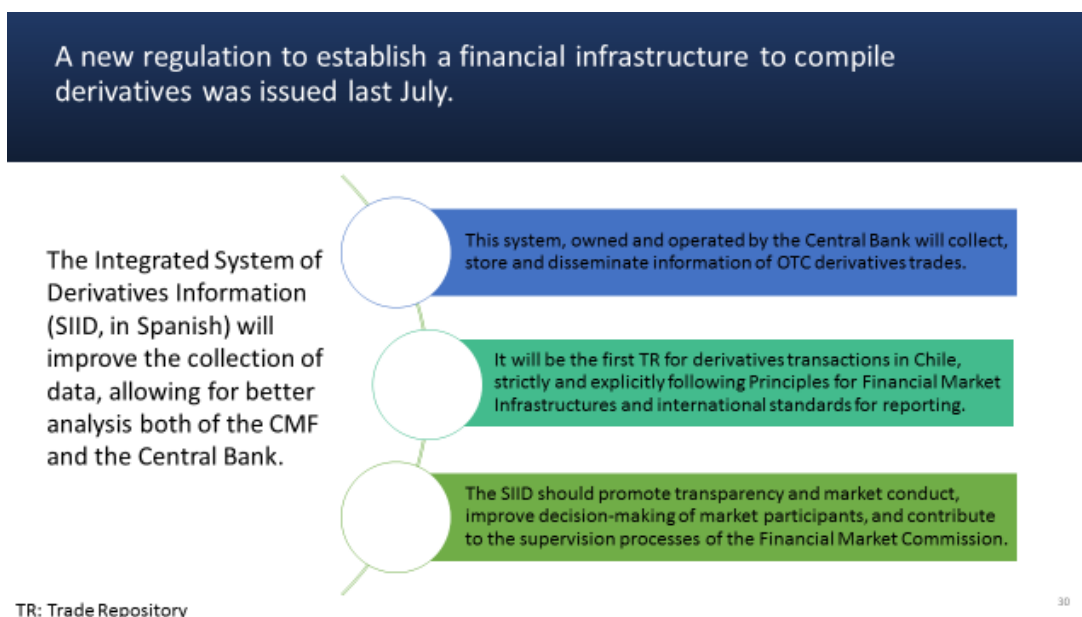 A new regulation to establish a financial infrastructure to compile
derivatives was issued last July.
The Integrated System of
Derivatives Information
(SIID, in Spanish) will
improve the collection of
data, allowing for better
analysis both of the CMF
and the Central Bank.
This system, owned and operated by the Central Bank will collect,
store and disseminate information of OTC derivatives trades.
It will be the first TR for derivatives transactions in Chile,
strictly and explicitly following Principles for Financial Market
Infrastructures and international standards for reporting.
The SIID should promote transparency and market conduct,
improve decision-making of market participants, and contribute
to the supervision processes of the Financial Market Commission.
TR: Trade Repository
30